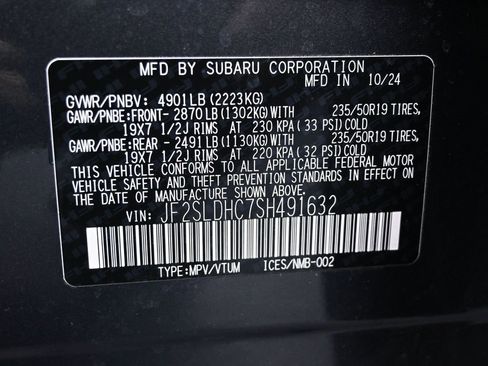 MFD BY SUBARU CORPORATION
MFD IN 10/24
GVWR/PNBV: 4901LB (2223KG)
GAWR/PNBE:FRONT- 2870LB (1302KG)WITH 235/50R19 TIRES,
19X7 1/2J RIMS AT 230 KPA ( 33 PSI) COLD
GAWR/PNBE:REAR - 2491LB (1130KG)WITH 235/50R19 TIRES,
19X7 1/2J RIMS AT 220 KPA ( 32 PSI) COLD
THIS VEHICLE CONFORMS TO ALL APPLICABLE FEDERAL MOTOR
VEHICLE SAFETY AND THEFT PREVENTION STANDARDS IN EFFECT ON
THE DATE OF MANUFACTURE SHOWN ABOVE.
VIN: JF2SLDHC7SH491632
TYPE:MPV/VTUM ICES/NMB-002